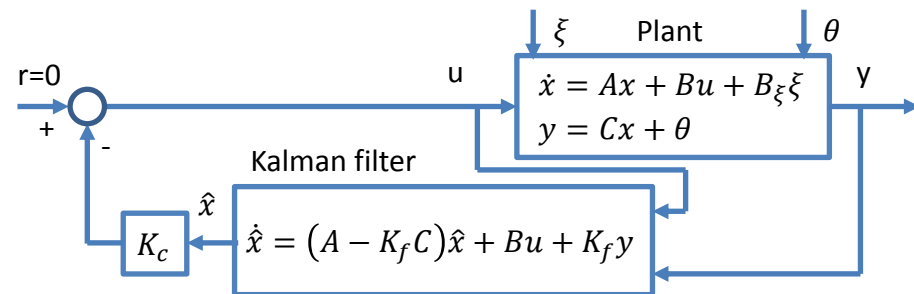 ξ Plant θ
r=0 u ẋ = Ax + Bu + B_ξξ y
+ y = Cx + θ
-
Kalman filter
x̂
K_c x̂̇ = (A − K_fC)x̂ + Bu + K_fy